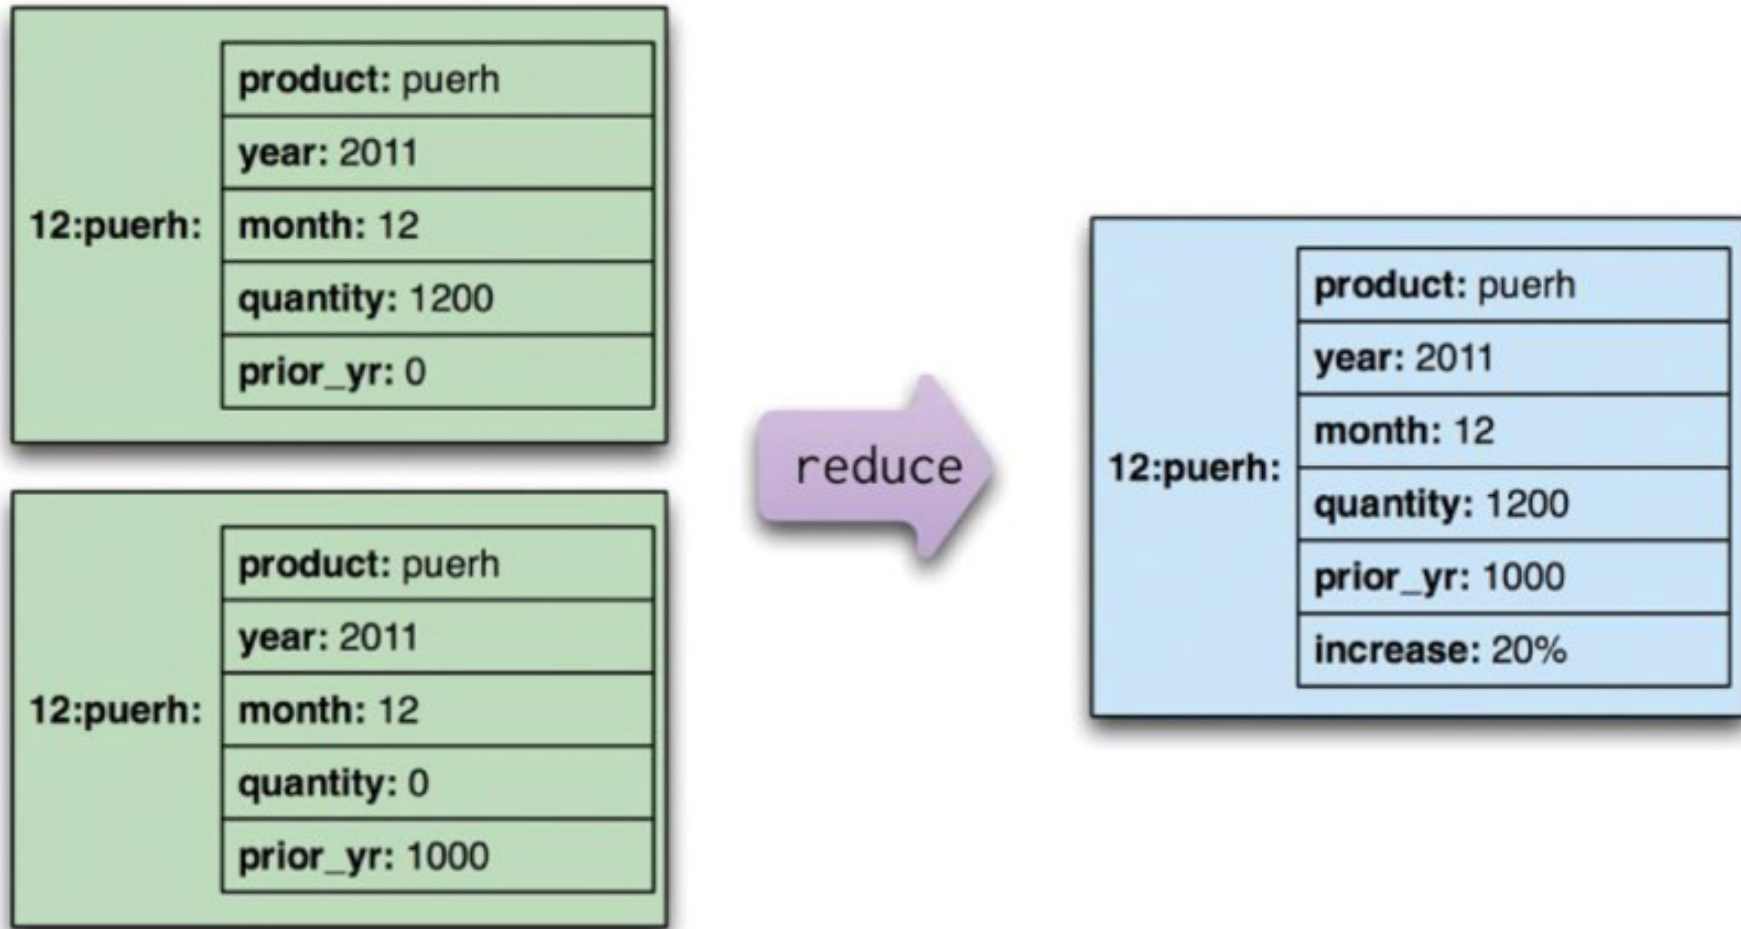 product: puerh
year: 2011
12:puerh:
month: 12
quantity: 1200
prior_yr: 0
product: puerh
year: 2011
12:puerh:
month: 12
quantity: 0
prior_yr: 1000
reduce
product: puerh
year: 2011
month: 12
12:puerh:
quantity: 1200
prior_yr: 1000
increase: 20%